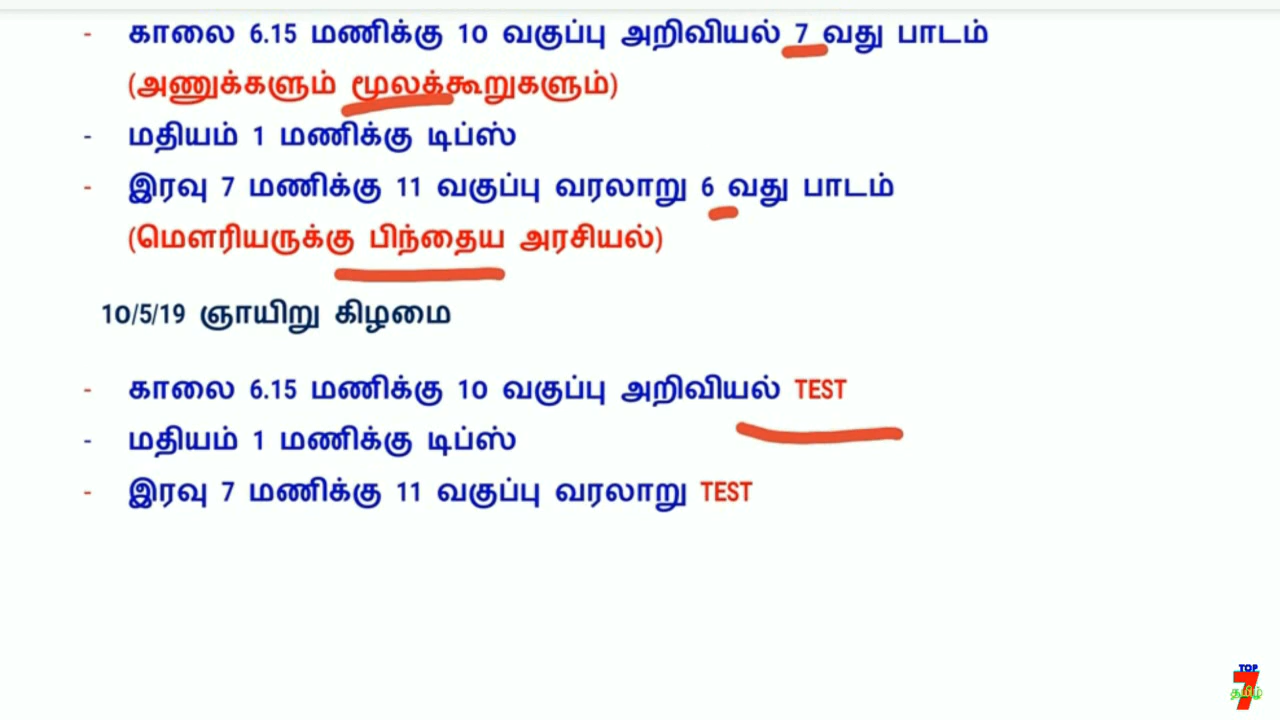 - காலை 6.15 மணிக்கு 10 வகுப்பு அறிவியல் 7 வது பாடம்
(அணுக்களும் மூலக்கூறுகளும்)
- மதியம் 1 மணிக்கு டிப்ஸ்
- இரவு 7 மணிக்கு 11 வகுப்பு வரலாறு 6 வது பாடம்
(மௌரியருக்கு பிந்தைய அரசியல்)
10/5/19 ஞாயிறு கிழமை
- காலை 6.15 மணிக்கு 10 வகுப்பு அறிவியல் TEST
- மதியம் 1 மணிக்கு டிப்ஸ்
- இரவு 7 மணிக்கு 11 வகுப்பு வரலாறு TEST
TOP
7
தமிழ்